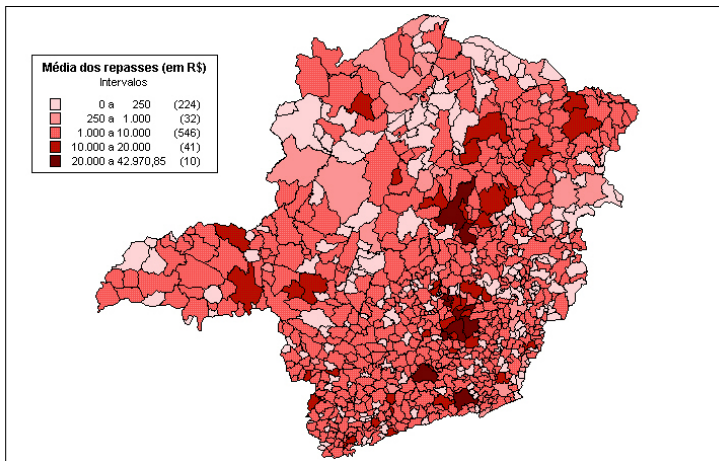 Média dos repasses (em R$)
Intervalos
0 a 250 (224)
250 a 1.000 (32)
1.000 a 10.000 (546)
10.000 a 20.000 (41)
20.000 a 42.970,85 (10)